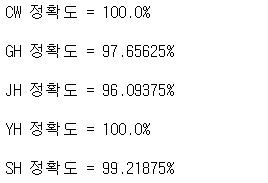 CW 정확도 = 100.0%
GH 정확도 = 97.65625%
JH 정확도 = 96.09375%
YH 정확도 = 100.0%
SH 정확도 = 99.21875%